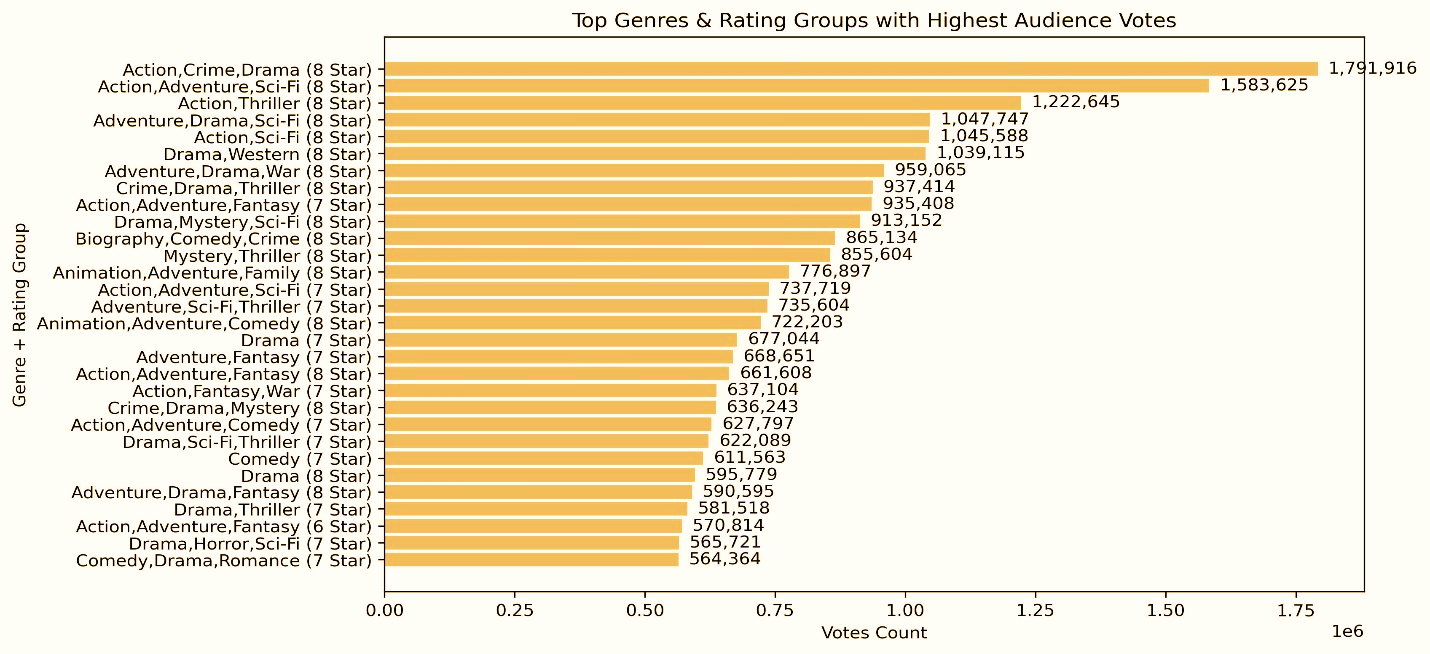 Top Genres & Rating Groups with Highest Audience Votes
Genre + Rating Group
Action,Crime,Drama (8 Star) 1,791,916
Action,Adventure,Sci-Fi (8 Star) 1,583,625
Action,Thriller (8 Star) 1,222,645
Adventure,Drama,Sci-Fi (8 Star) 1,047,747
Action,Sci-Fi (8 Star) 1,045,588
Drama,Western (8 Star) 1,039,115
Adventure,Drama,War (8 Star) 959,065
Crime,Drama,Thriller (8 Star) 937,414
Action,Adventure,Fantasy (7 Star) 935,408
Drama,Mystery,Sci-Fi (8 Star) 913,152
Biography,Comedy,Crime (8 Star) 865,134
Mystery,Thriller (8 Star) 855,604
Animation,Adventure,Family (8 Star) 776,897
Action,Adventure,Sci-Fi (7 Star) 737,719
Adventure,Sci-Fi,Thriller (7 Star) 735,604
Animation,Adventure,Comedy (8 Star) 722,203
Drama (7 Star) 677,044
Adventure,Fantasy (7 Star) 668,651
Action,Adventure,Fantasy (8 Star) 661,608
Action,Fantasy,War (7 Star) 637,104
Crime,Drama,Mystery (8 Star) 636,243
Action,Adventure,Comedy (7 Star) 627,797
Drama,Sci-Fi,Thriller (7 Star) 622,089
Comedy (7 Star) 611,563
Drama (8 Star) 595,779
Adventure,Drama,Fantasy (8 Star) 590,595
Drama,Thriller (7 Star) 581,518
Action,Adventure,Fantasy (6 Star) 570,814
Drama,Horror,Sci-Fi (7 Star) 565,721
Comedy,Drama,Romance (7 Star) 564,364
0.00 0.25 0.50 0.75 1.00 1.25 1.50 1.75
Votes Count
1e6